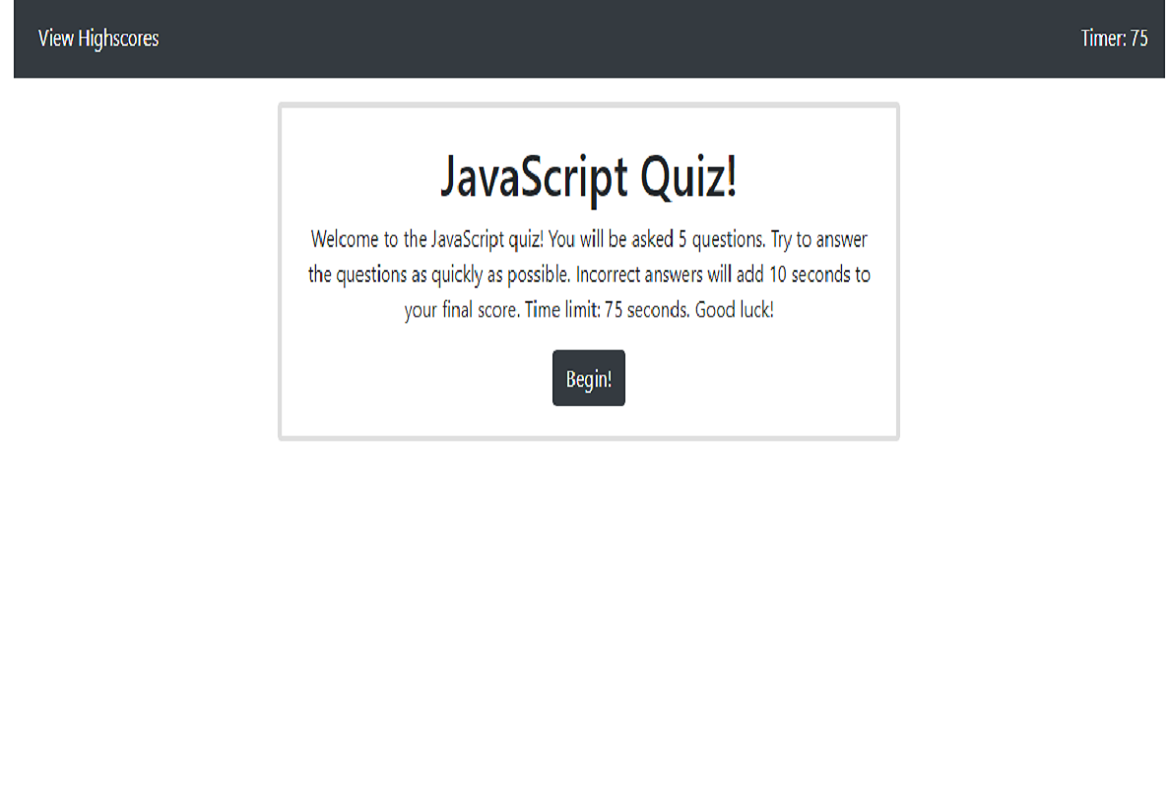 View Highscores
Timer: 75
JavaScript Quiz!
Welcome to the JavaScript quiz! You will be asked 5 questions. Try to answer
the questions as quickly as possible. Incorrect answers will add 10 seconds to
your final score. Time limit: 75 seconds. Good luck!
Begin!